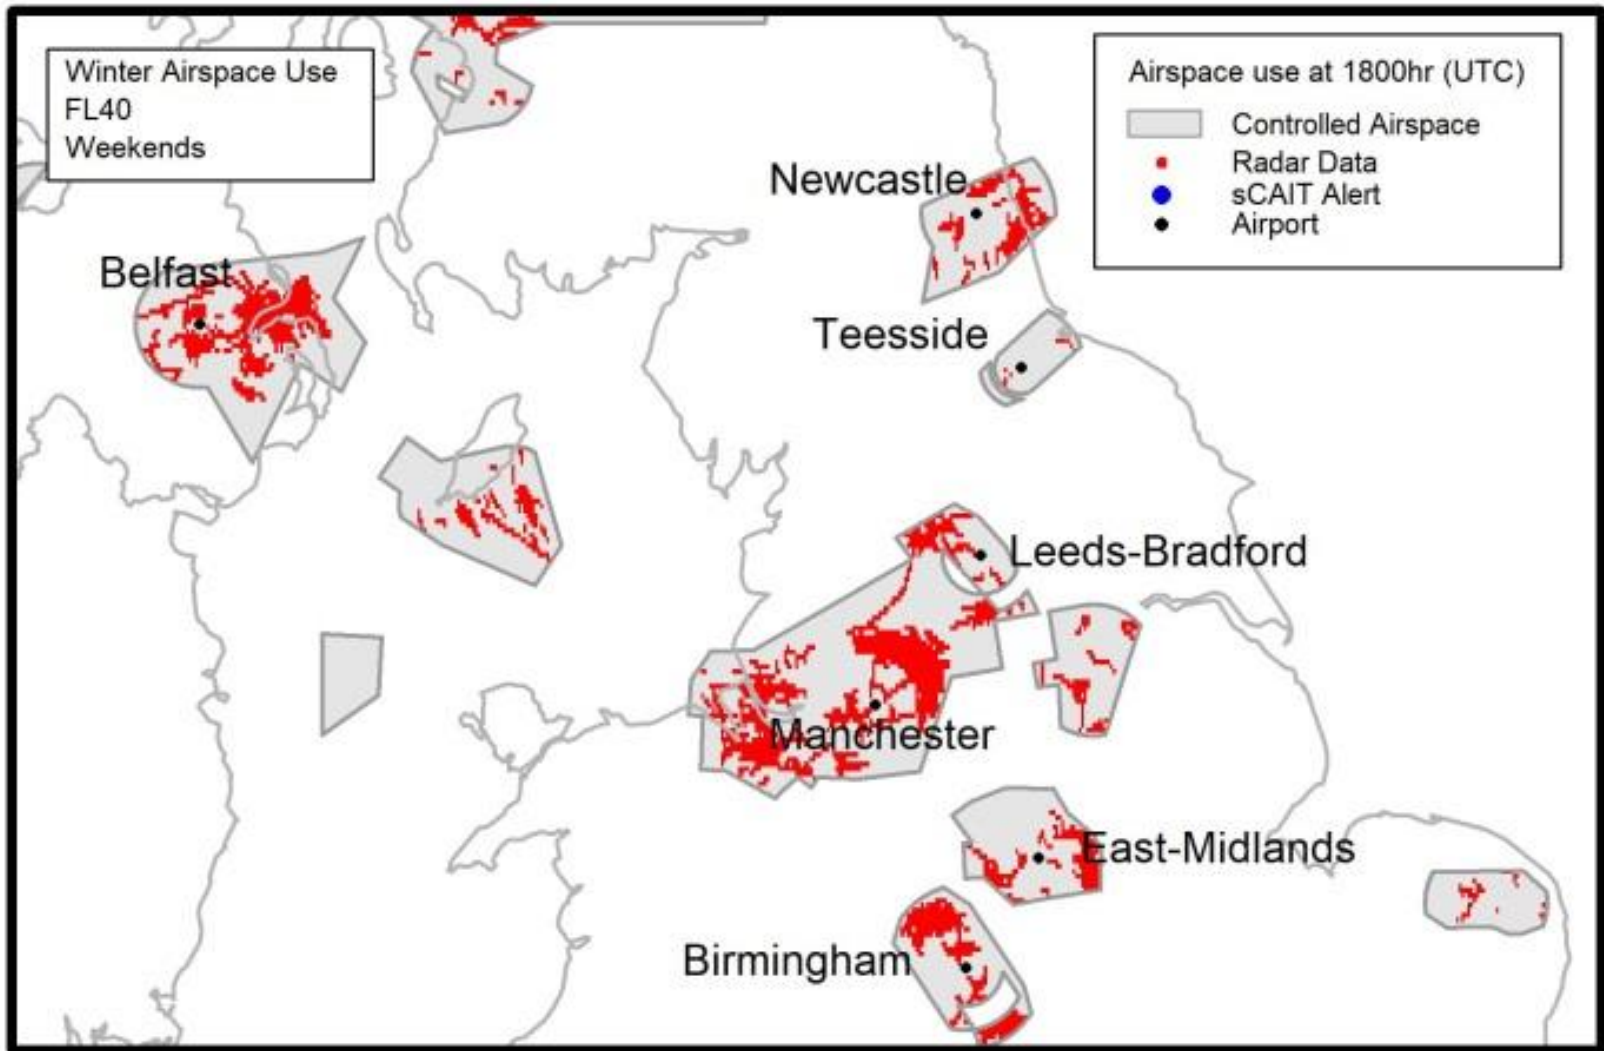 Winter Airspace Use
FL40
Weekends
Airspace use at 1800hr (UTC)
Controlled Airspace
Radar Data
sCAIT Alert
Airport
Newcastle
Belfast
Teesside
Leeds-Bradford
Manchester
East-Midlands
Birmingham